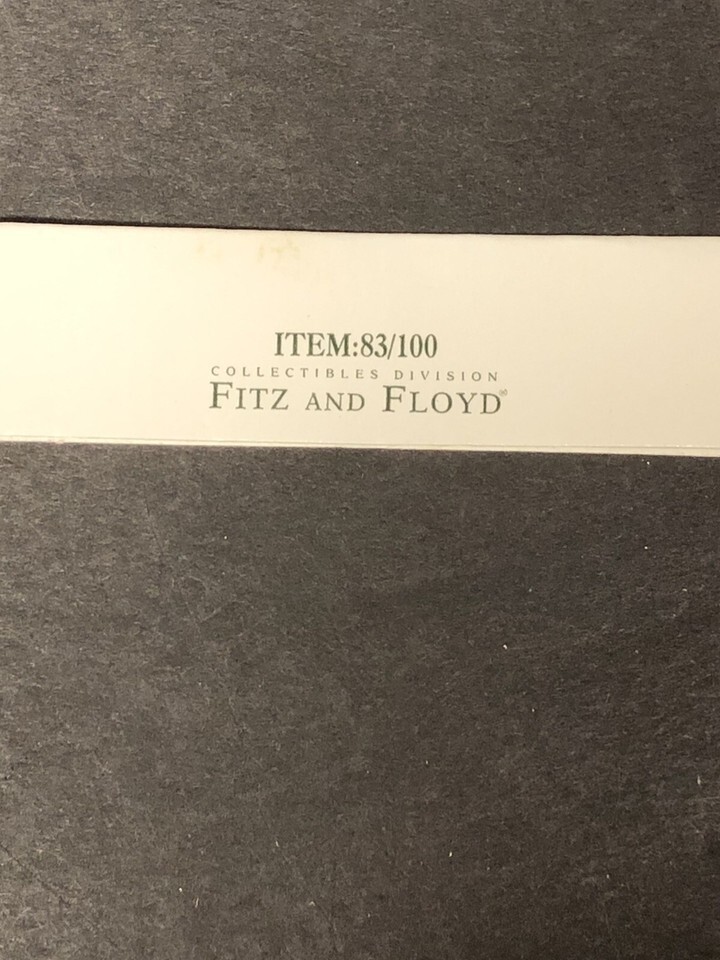 ITEM:83/100
COLLECTIBLES DIVISION
FITZ AND FLOYD®